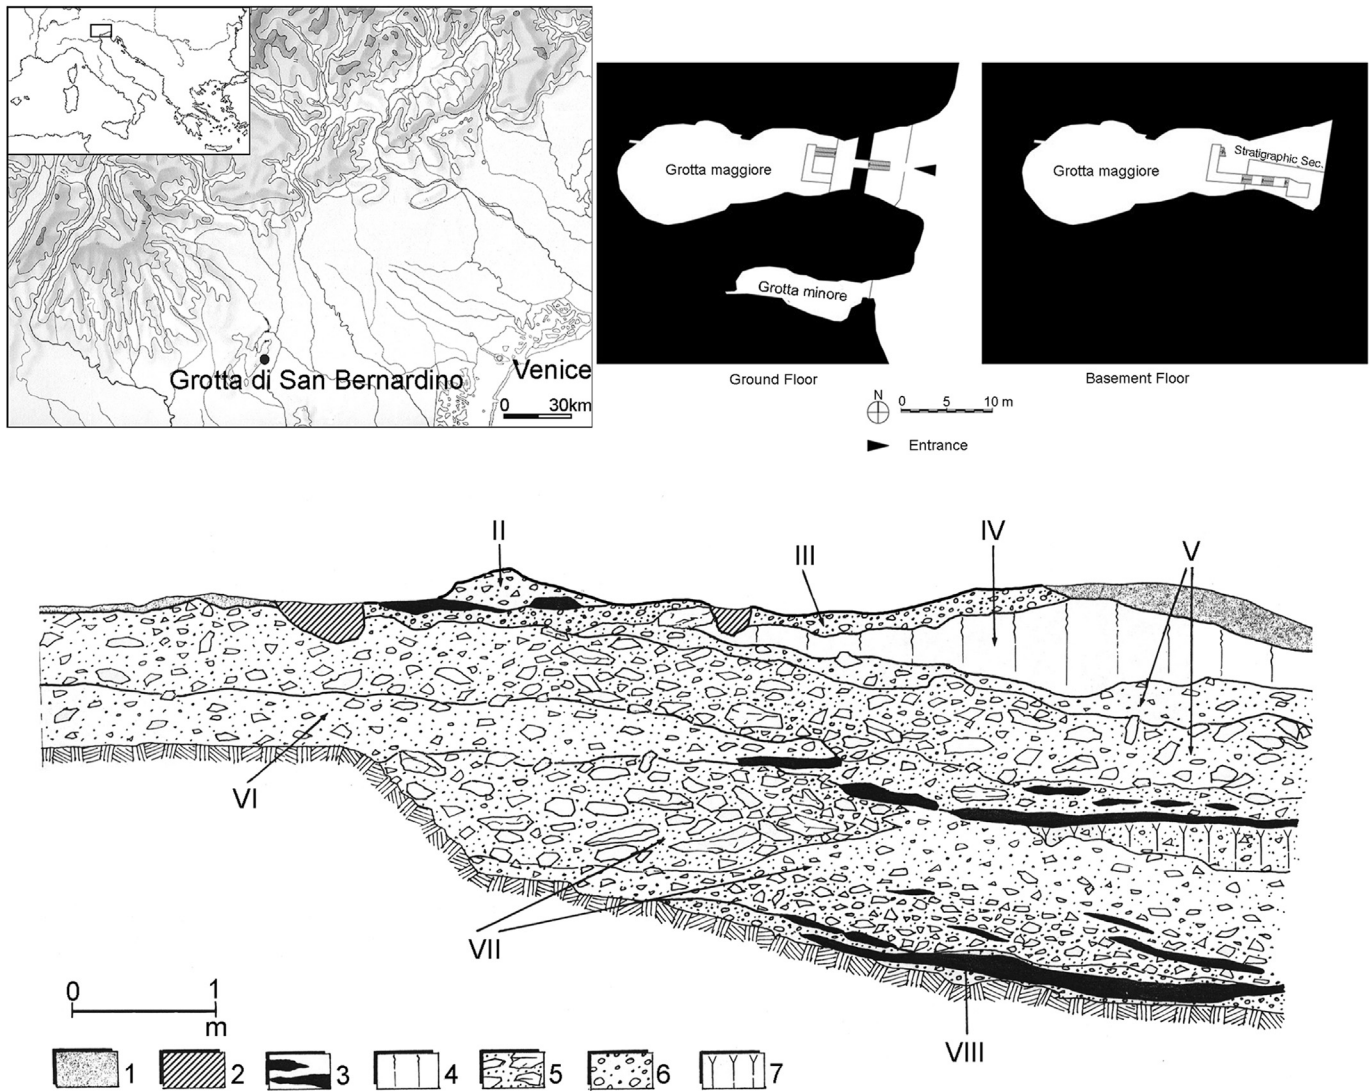 Grotta di San Bernardino
Venice
0 30km
Grotta maggiore
Grotta minore
Ground Floor
Grotta maggiore
Stratigraphic Sec.
Basement Floor
N
0 5 10 m
Entrance
II
III
IV
V
VI
VII
VIII
0 1
m
1 2 3 4 5 6 7